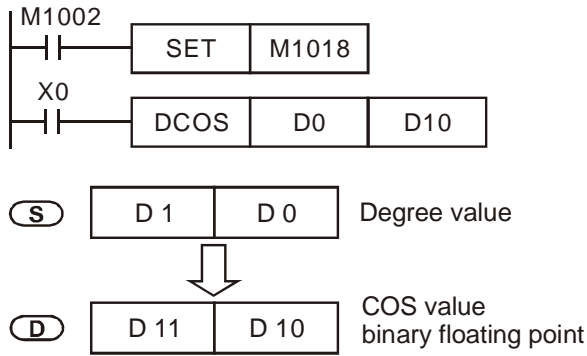 M1002
SET M1018
X0
DCOS D0 D10
S D 1 D 0 Degree value
D D 11 D 10 COS value
binary floating point